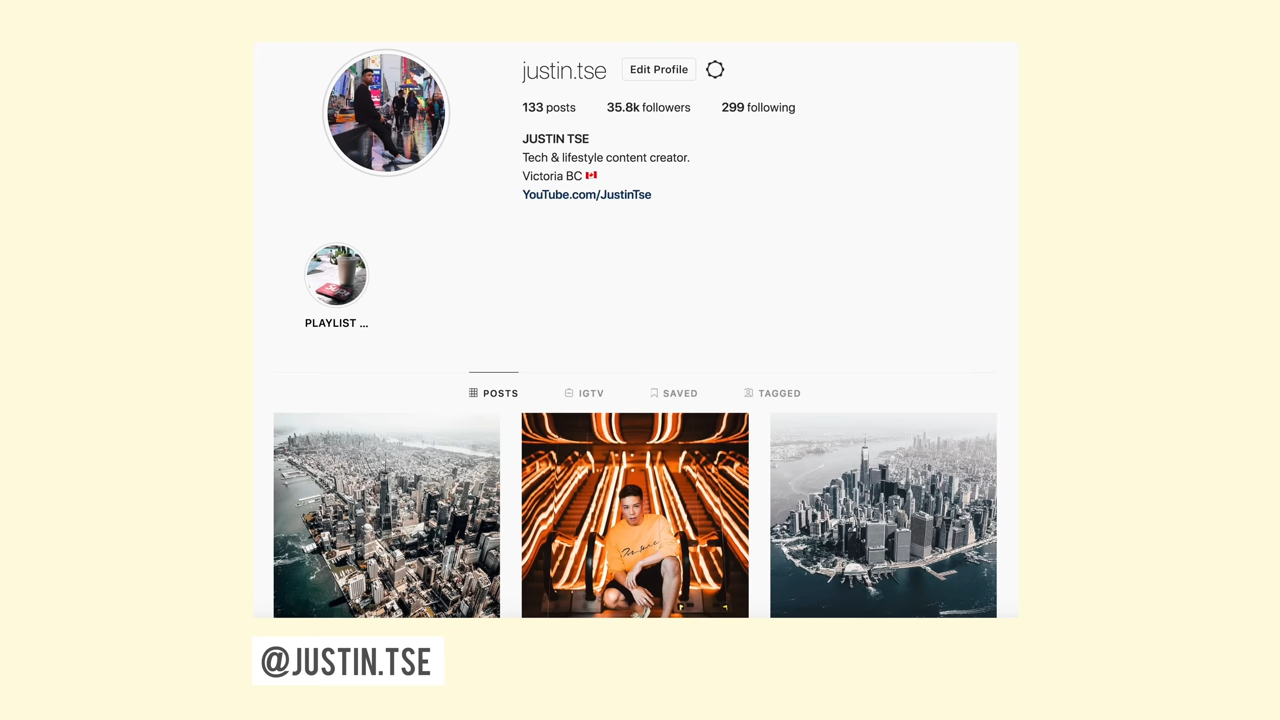 justin.tse Edit Profile
133 posts 35.8k followers 299 following
JUSTIN TSE
Tech & lifestyle content creator.
Victoria BC 🇨🇦
YouTube.com/JustinTse
PLAYLIST ...
POSTS IGTV SAVED TAGGED
@JUSTIN.TSE